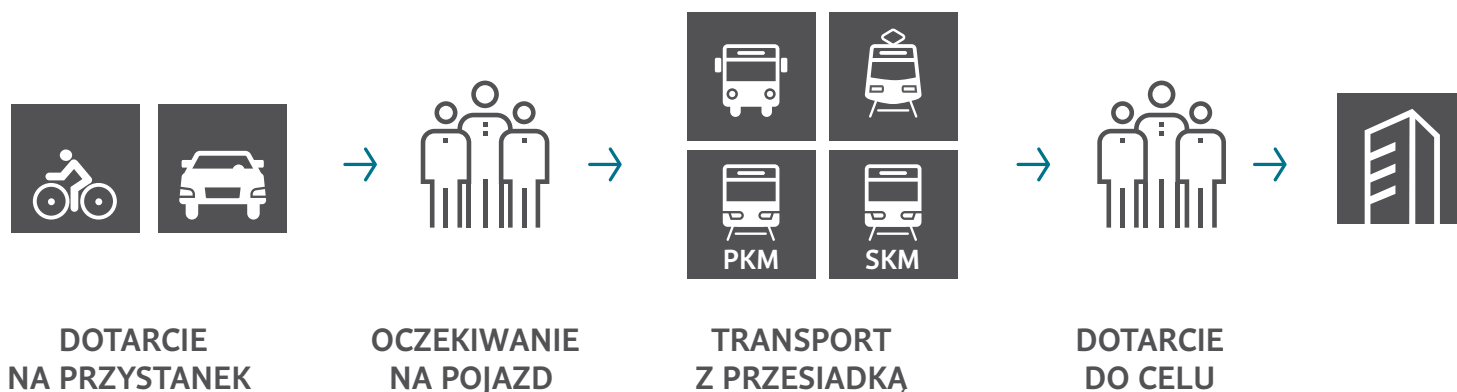 PKM
SKM
DOTARCIE
NA PRZYSTANEK
OCZEKIWANIE
NA POJAZD
TRANSPORT
Z PRZESIADKĄ
DOTARCIE
DO CELU